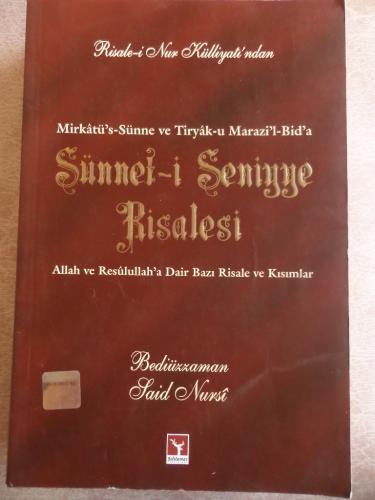 Risale-i Nur Külliyatı'ndan
Mirkâtü's-Sünne ve Tiryâk-u Marazi'l-Bid'a
Sünnet-i Seniyye
Risalesi
Allah ve Resûlullah'a Dair Bazı Risale ve Kısımlar
Bediüzzaman
Said Nursî